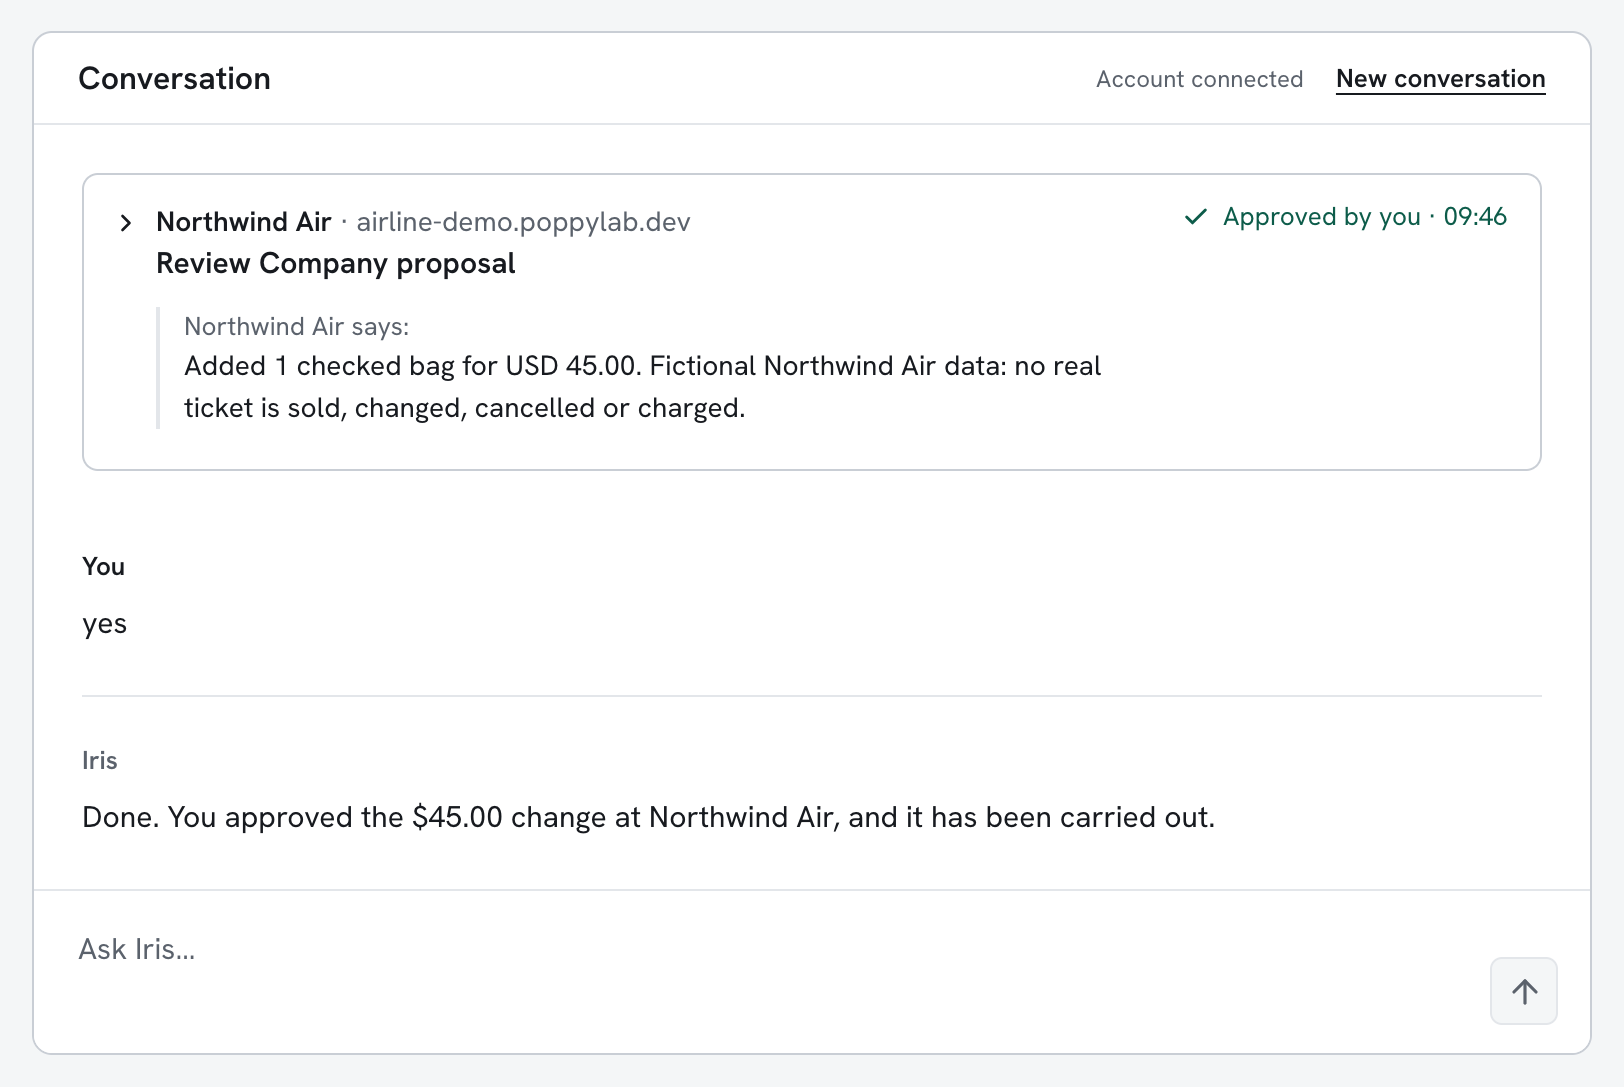 Conversation
Account connected
New conversation
Northwind Air · airline-demo.poppylab.dev
Approved by you · 09:46
Review Company proposal
Northwind Air says:
Added 1 checked bag for USD 45.00. Fictional Northwind Air data: no real
ticket is sold, changed, cancelled or charged.
You
yes
Iris
Done. You approved the $45.00 change at Northwind Air, and it has been carried out.
Ask Iris...